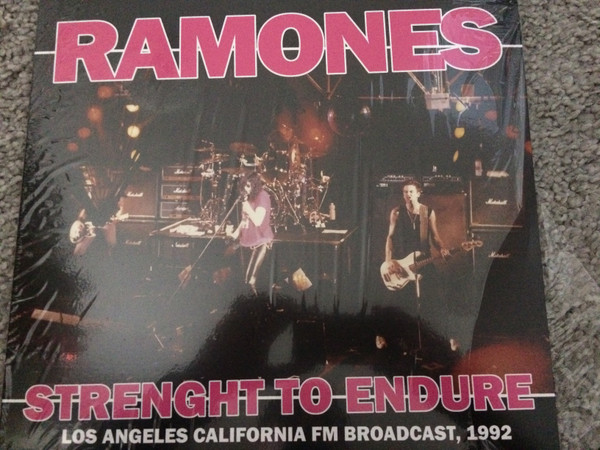 RAMONES
STRENGHT TO ENDURE
LOS ANGELES CALIFORNIA FM BROADCAST, 1992